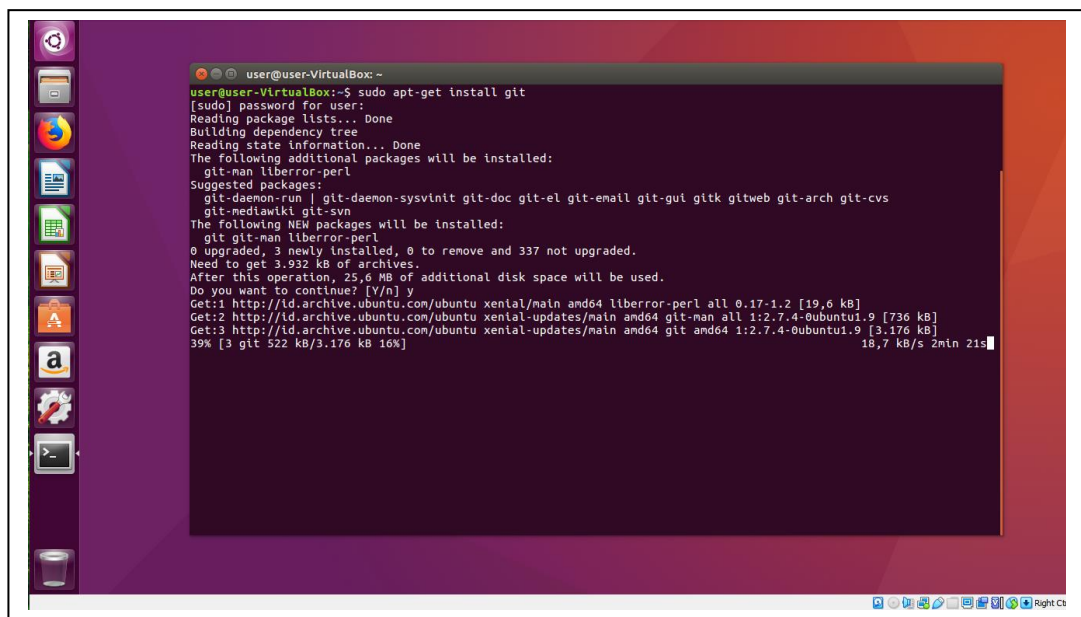 user@user-VirtualBox: ~
user@user-VirtualBox:~$ sudo apt-get install git
[sudo] password for user:
Reading package lists... Done
Building dependency tree
Reading state information... Done
The following additional packages will be installed:
  git-man liberror-perl
Suggested packages:
  git-daemon-run | git-daemon-sysvinit git-doc git-el git-email git-gui gitk gitweb git-arch git-cvs
  git-mediawiki git-svn
The following NEW packages will be installed:
  git git-man liberror-perl
0 upgraded, 3 newly installed, 0 to remove and 337 not upgraded.
Need to get 3.932 kB of archives.
After this operation, 25,6 MB of additional disk space will be used.
Do you want to continue? [Y/n] y
Get:1 http://id.archive.ubuntu.com/ubuntu xenial/main amd64 liberror-perl all 0.17-1.2 [19,6 kB]
Get:2 http://id.archive.ubuntu.com/ubuntu xenial-updates/main amd64 git-man all 1:2.7.4-0ubuntu1.9 [736 kB]
Get:3 http://id.archive.ubuntu.com/ubuntu xenial-updates/main amd64 git amd64 1:2.7.4-0ubuntu1.9 [3.176 kB]
39% [3 git 522 kB/3.176 kB 16%] 18,7 kB/s 2min 21s
Right Ct